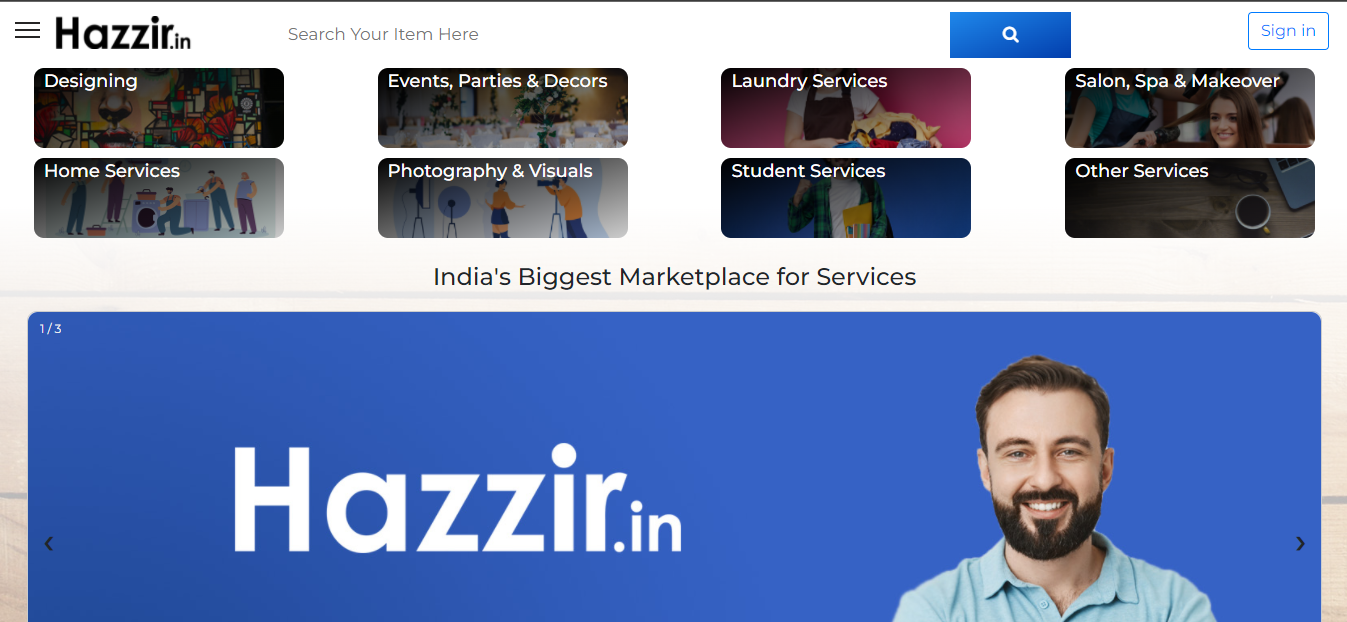 Hazzir.in
Search Your Item Here
Sign in
Designing
Events, Parties & Decors
Laundry Services
Salon, Spa & Makeover
Home Services
Photography & Visuals
Student Services
Other Services
India's Biggest Marketplace for Services
1 / 3
Hazzir.in